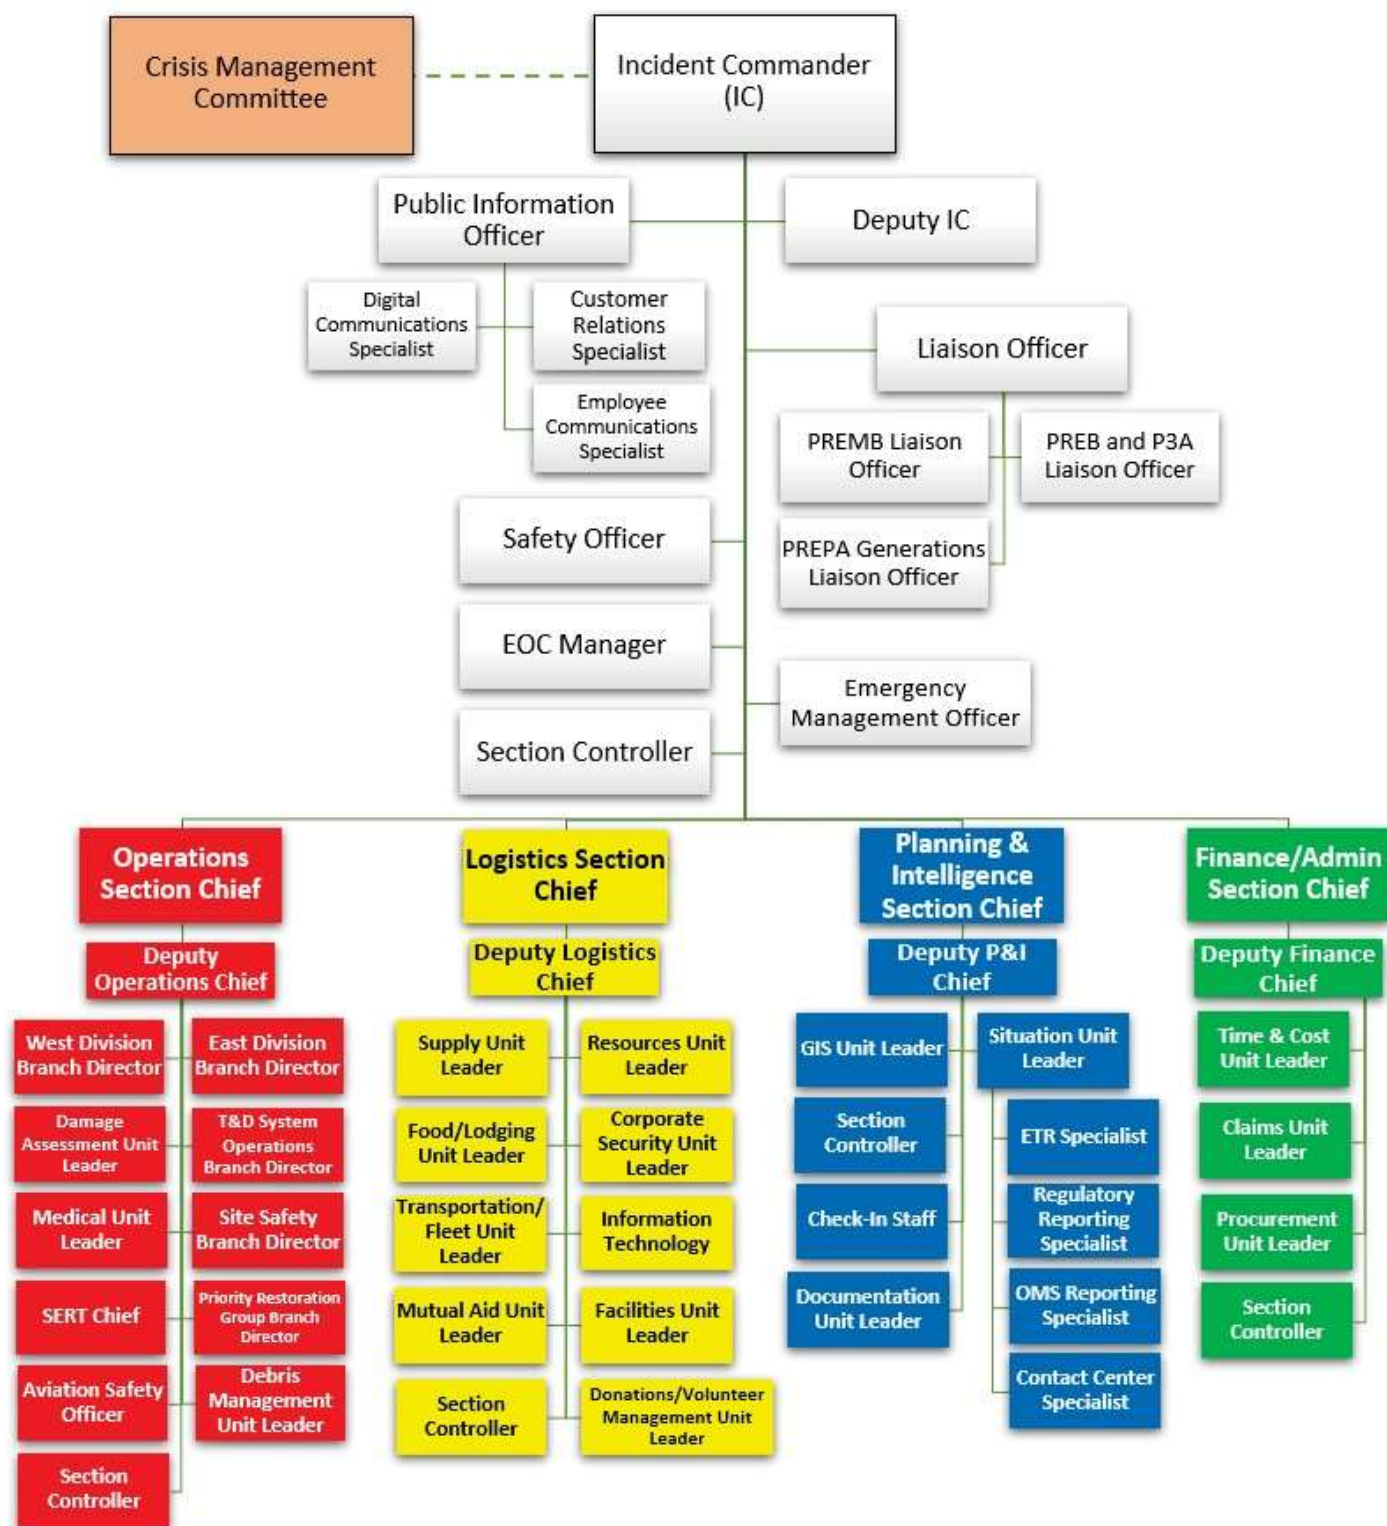 Crisis Management
Committee
Incident Commander
(IC)
Public Information
Officer
Deputy IC
Digital
Communications
Specialist
Customer
Relations
Specialist
Employee
Communications
Specialist
Liaison Officer
PREMB Liaison
Officer
PREB and P3A
Liaison Officer
PREPA Generations
Liaison Officer
Safety Officer
EOC Manager
Emergency
Management Officer
Section Controller
Operations
Section Chief
Deputy
Operations Chief
West Division
Branch Director
East Division
Branch Director
Damage
Assessment Unit
Leader
T&D System
Operations
Branch Director
Medical Unit
Leader
Site Safety
Branch Director
SERT Chief
Priority Restoration
Group Branch
Director
Aviation Safety
Officer
Debris
Management
Unit Leader
Section
Controller
Logistics Section
Chief
Deputy Logistics
Chief
Supply Unit
Leader
Resources Unit
Leader
Food/Lodging
Unit Leader
Corporate
Security Unit
Leader
Transportation/
Fleet Unit
Leader
Information
Technology
Mutual Aid Unit
Leader
Facilities Unit
Leader
Section
Controller
Donations/Volunteer
Management Unit
Leader
Planning &
Intelligence
Section Chief
Deputy P&I
Chief
GIS Unit Leader
Situation Unit
Leader
Section
Controller
ETR Specialist
Check-In Staff
Regulatory
Reporting
Specialist
Documentation
Unit Leader
OMS Reporting
Specialist
Contact Center
Specialist
Finance/Admin
Section Chief
Deputy Finance
Chief
Time & Cost
Unit Leader
Claims Unit
Leader
Procurement
Unit Leader
Section
Controller